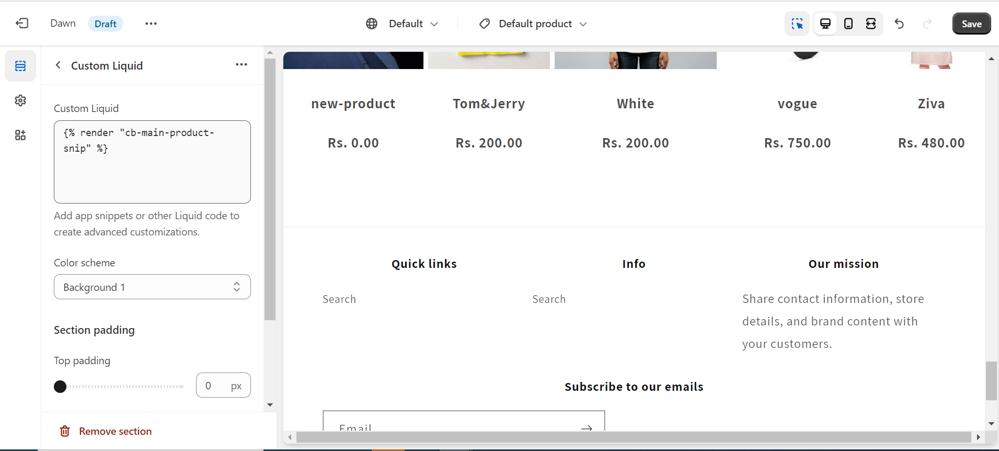 Dawn
Draft
Default
Default product
Save
Custom Liquid
Custom Liquid
{% render "cb-main-product-
snip" %}
Add app snippets or other Liquid code to
create advanced customizations.
Color scheme
Background 1
Section padding
Top padding
0 px
Remove section
new-product
Tom&Jerry
White
vogue
Ziva
Rs. 0.00
Rs. 200.00
Rs. 200.00
Rs. 750.00
Rs. 480.00
Quick links
Info
Our mission
Search
Search
Share contact information, store
details, and brand content with
your customers.
Subscribe to our emails
Email